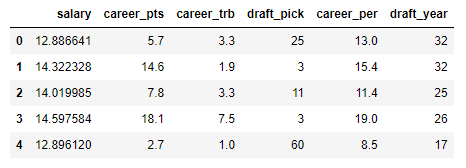 salary career_pts career_trb draft_pick career_per draft_year
0 12.886641 5.7 3.3 25 13.0 32
1 14.322328 14.6 1.9 3 15.4 32
2 14.019985 7.8 3.3 11 11.4 25
3 14.597584 18.1 7.5 3 19.0 26
4 12.896120 2.7 1.0 60 8.5 17